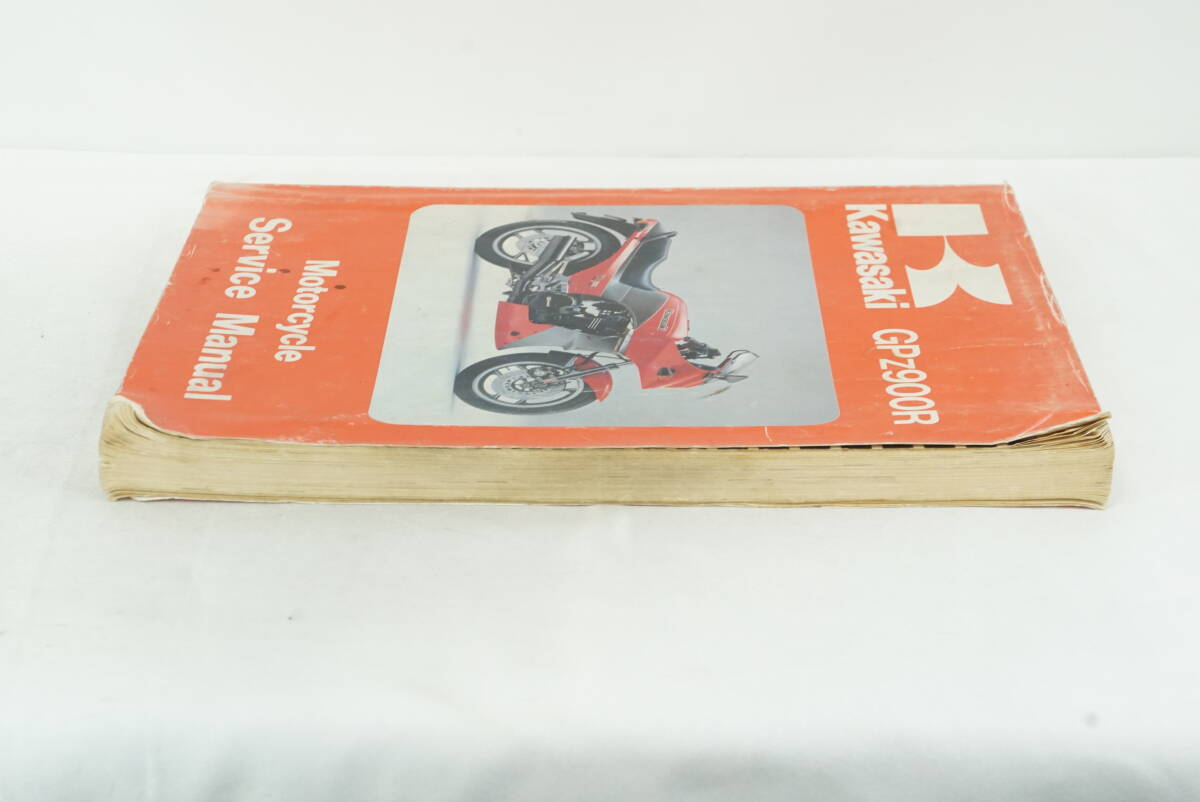 Kawasaki GPz900R
Motorcycle
Service Manual